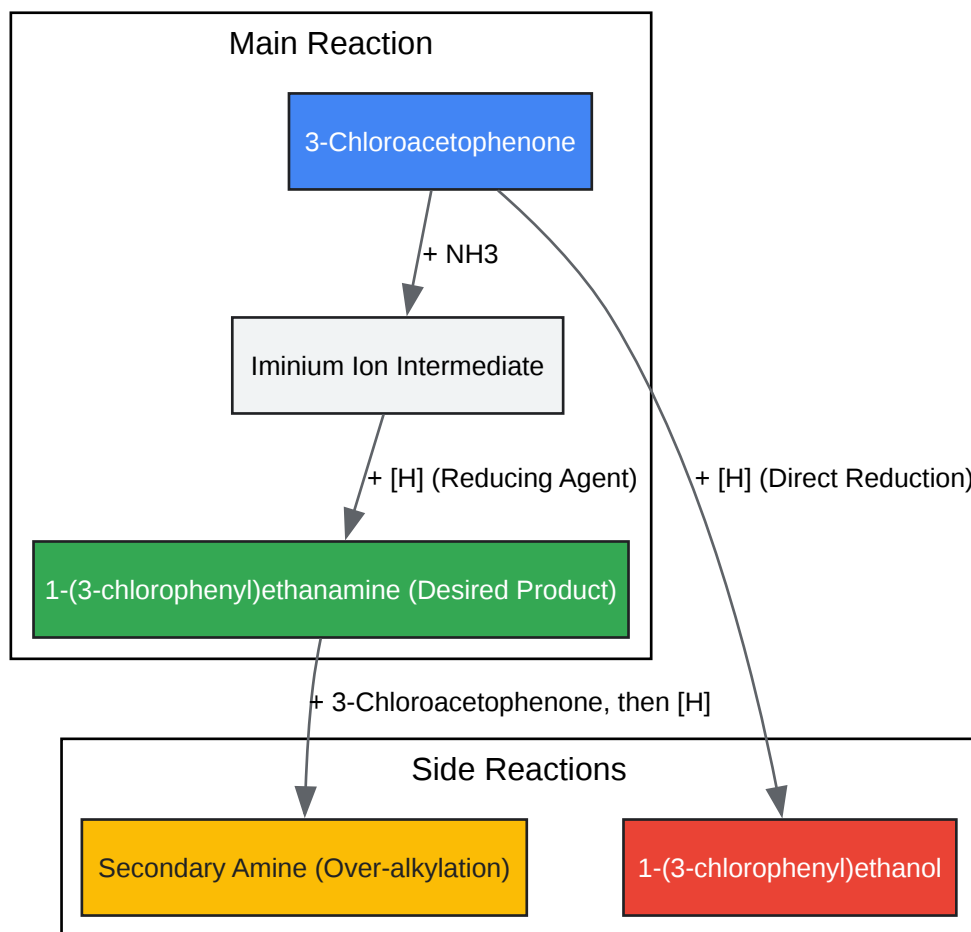 Main Reaction
3-Chloroacetophenone
+ NH3
Iminium Ion Intermediate
+ [H] (Reducing Agent)
+ [H] (Direct Reduction)
1-(3-chlorophenyl)ethanamine (Desired Product)
+ 3-Chloroacetophenone, then [H]
Side Reactions
Secondary Amine (Over-alkylation)
1-(3-chlorophenyl)ethanol